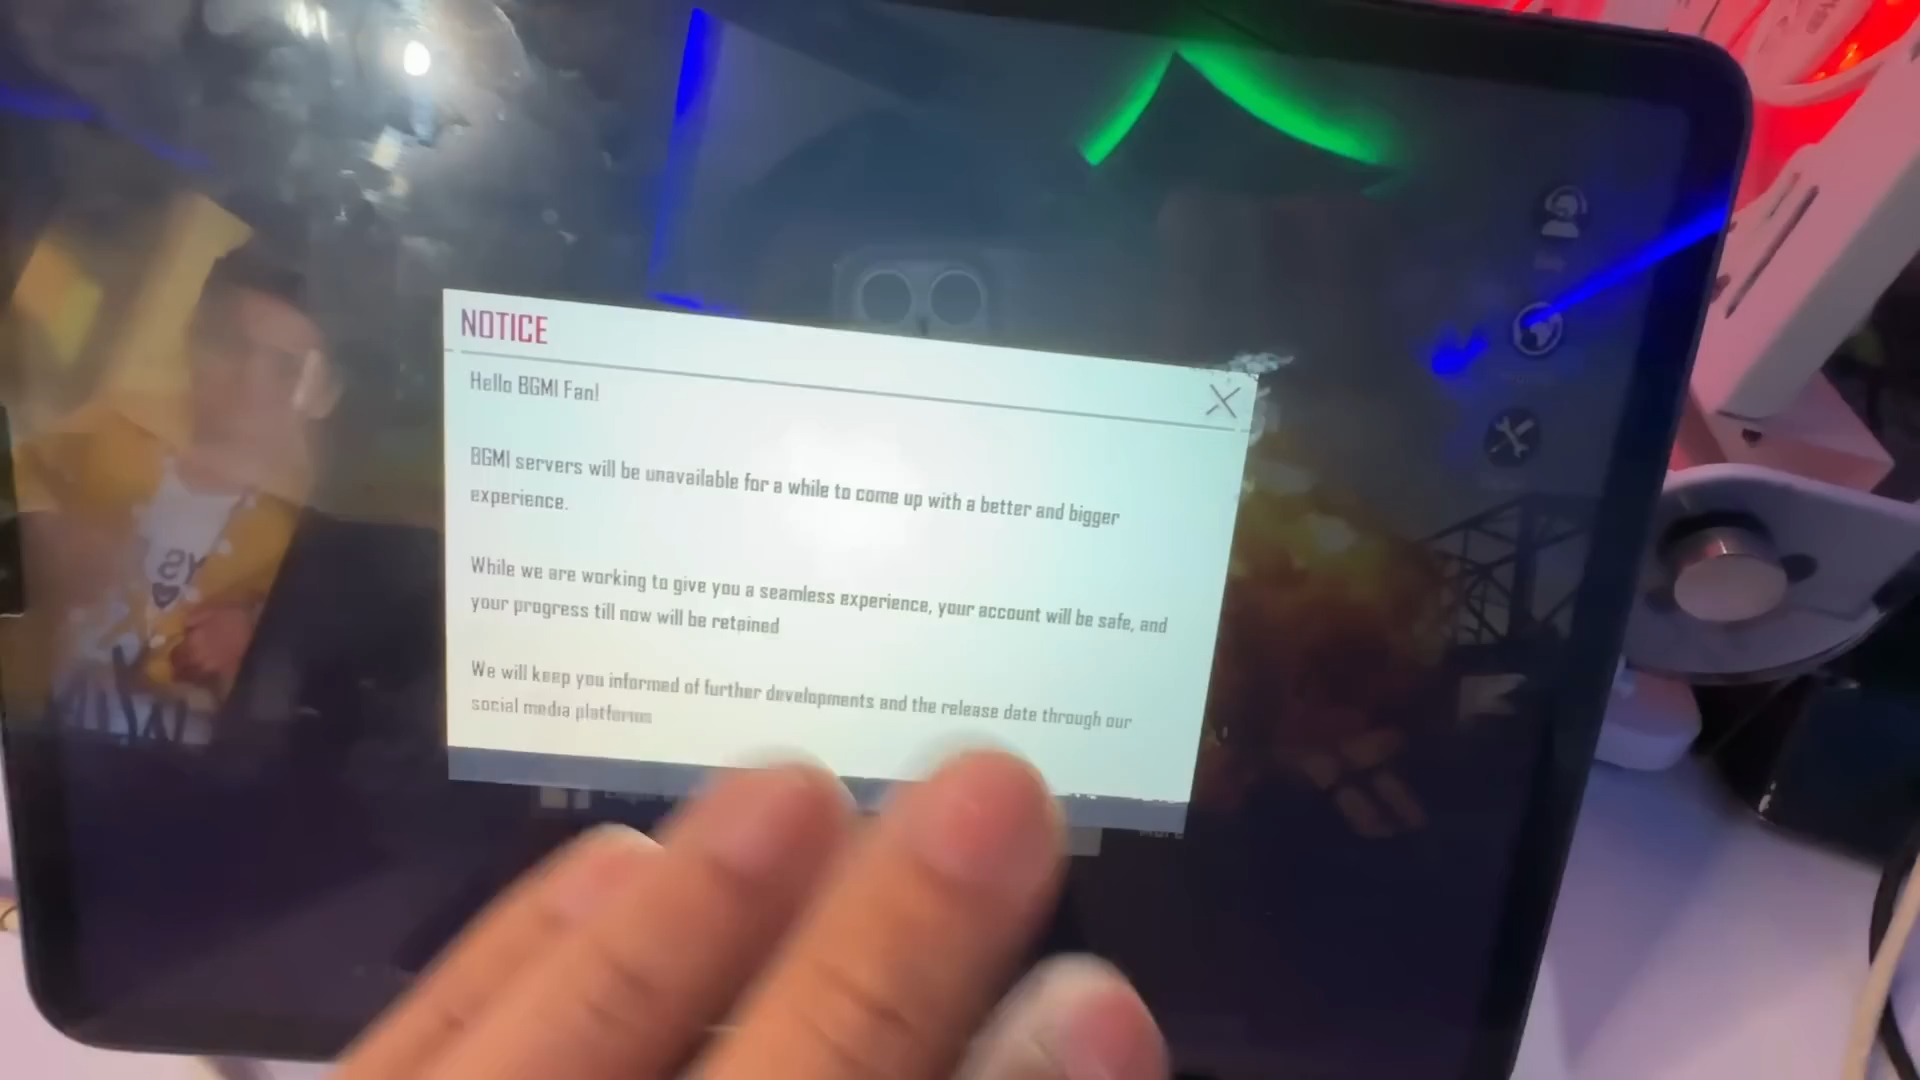 NOTICE
Hello BGMI Fan!
BGMI servers will be unavailable for a while to come up with a better and bigger
experience.
While we are working to give you a seamless experience, your account will be safe, and
your progress till now will be retained
We will keep you informed of further developments and the release date through our
social media platforms